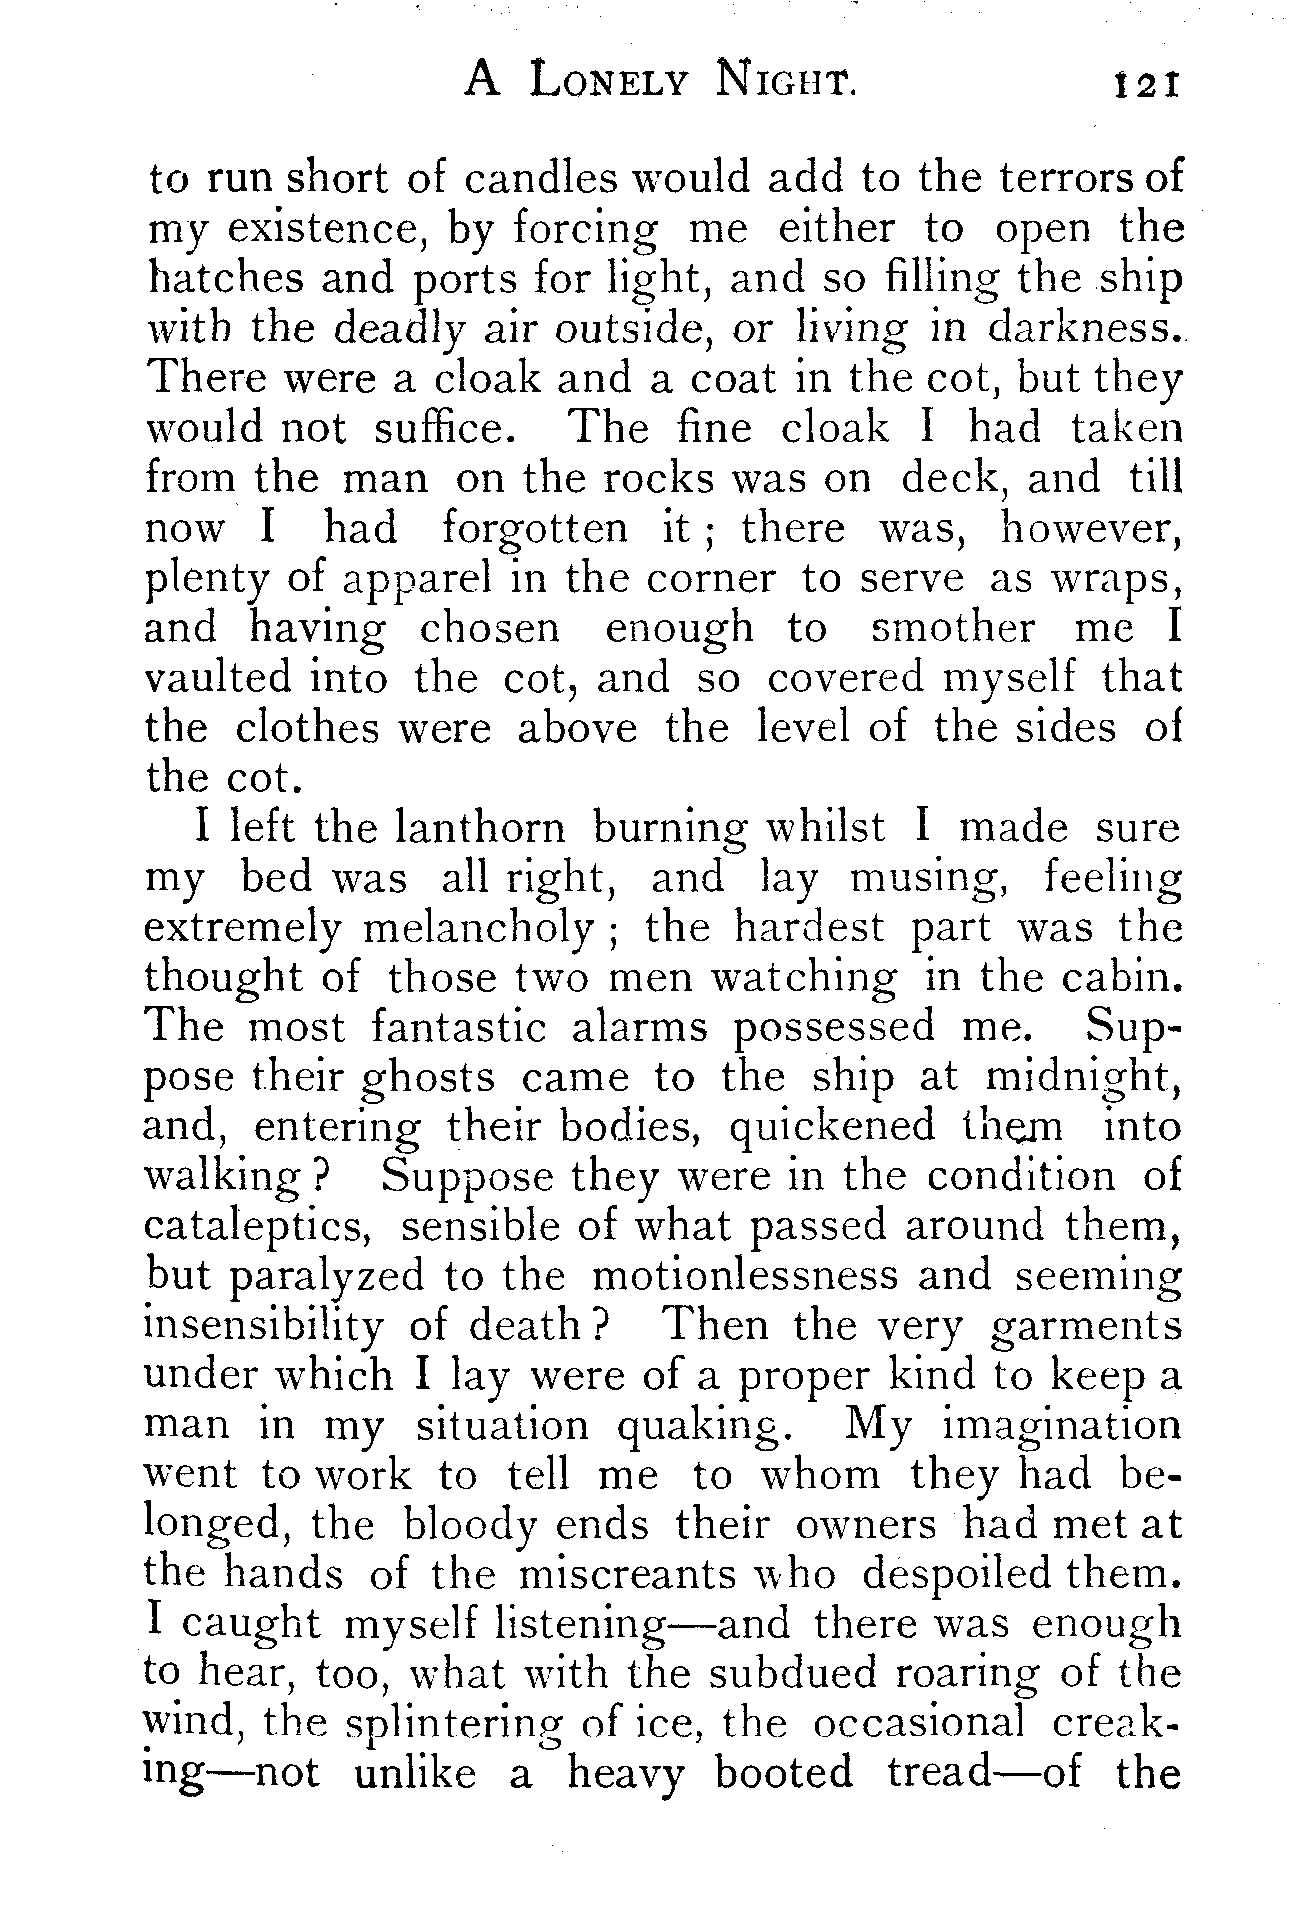 A LONELY NIGHT. 121
to run short of candles would add to the terrors of
my existence, by forcing me either to open the
hatches and ports for light, and so filling the ship
with the deadly air outside, or living in darkness.
There were a cloak and a coat in the cot, but they
would not suffice. The fine cloak I had taken
from the man on the rocks was on deck, and till
now I had forgotten it ; there was, however,
plenty of apparel in the corner to serve as wraps,
and having chosen enough to smother me I
vaulted into the cot, and so covered myself that
the clothes were above the level of the sides of
the cot.
I left the lanthorn burning whilst I made sure
my bed was all right, and lay musing, feeling
extremely melancholy ; the hardest part was the
thought of those two men watching in the cabin.
The most fantastic alarms possessed me. Sup-
pose their ghosts came to the ship at midnight,
and, entering their bodies, quickened them into
walking ? Suppose they were in the condition of
cataleptics, sensible of what passed around them,
but paralyzed to the motionlessness and seeming
insensibility of death ? Then the very garments
under which I lay were of a proper kind to keep a
man in my situation quaking. My imagination
went to work to tell me to whom they had be-
longed, the bloody ends their owners had met at
the hands of the miscreants who despoiled them.
I caught myself listening—and there was enough
to hear, too, what with the subdued roaring of the
wind, the splintering of ice, the occasional creak-
ing—not unlike a heavy booted tread—of the